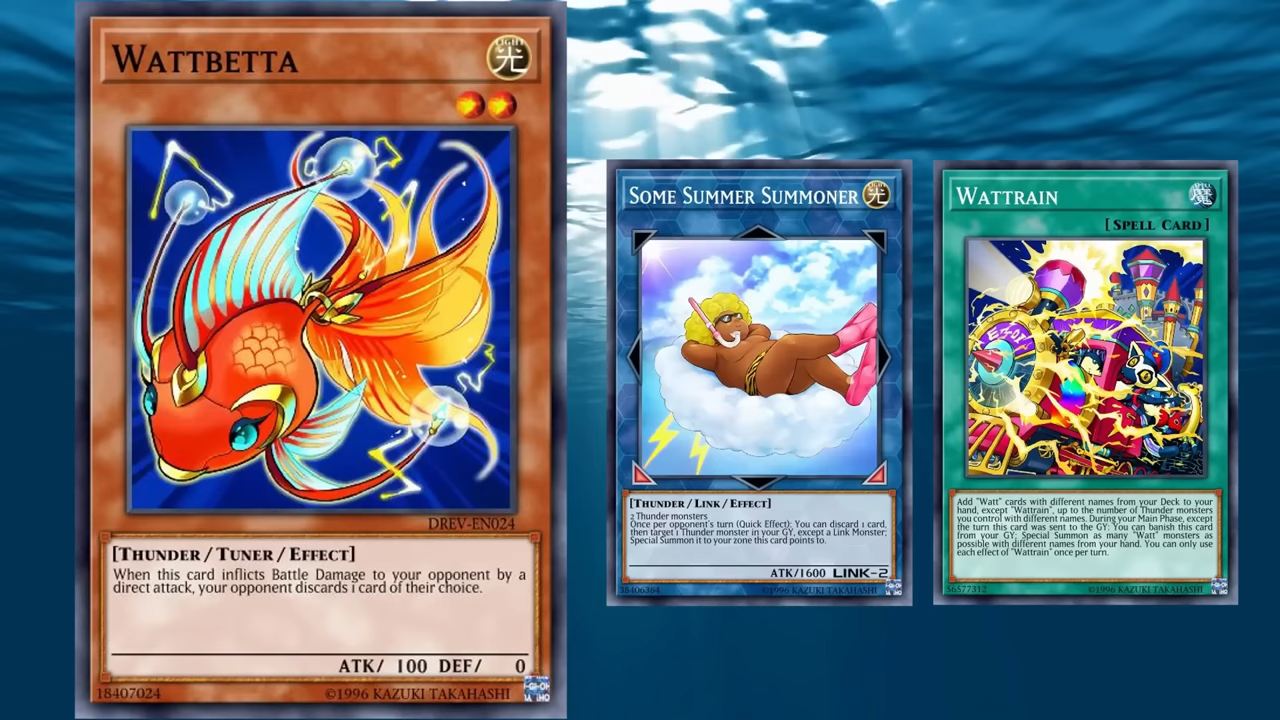 WATTBETTA
LIGHT
光
DREV-EN024
[THUNDER / TUNER / EFFECT]
When this card inflicts Battle Damage to your opponent by a
direct attack, your opponent discards 1 card of their choice.
ATK/ 100 DEF/ 0
18407024
©1996 KAZUKI TAKAHASHI
SOME SUMMER SUMMONER
LIGHT
光
[THUNDER / LINK / EFFECT]
2 Thunder monsters
Once per opponent's turn (Quick Effect): You can discard 1 card,
then target 1 Thunder monster in your GY, except a Link Monster;
Special Summon it to your zone this card points to.
ATK/1600 LINK-2
38406364
©1996 KAZUKI TAKAHASHI
WATTRAIN
魔
[SPELL CARD]
Add "Watt" cards with different names from your Deck to your
hand, except "Wattrain", up to the number of Thunder monsters
you control with different names. During your Main Phase, except
the turn this card was sent to the GY: You can banish this card
from your GY; Special Summon as many "Watt" monsters as
possible with different names from your hand. You can only use
each effect of "Wattrain" once per turn.
36577312
©1996 KAZUKI TAKAHASHI